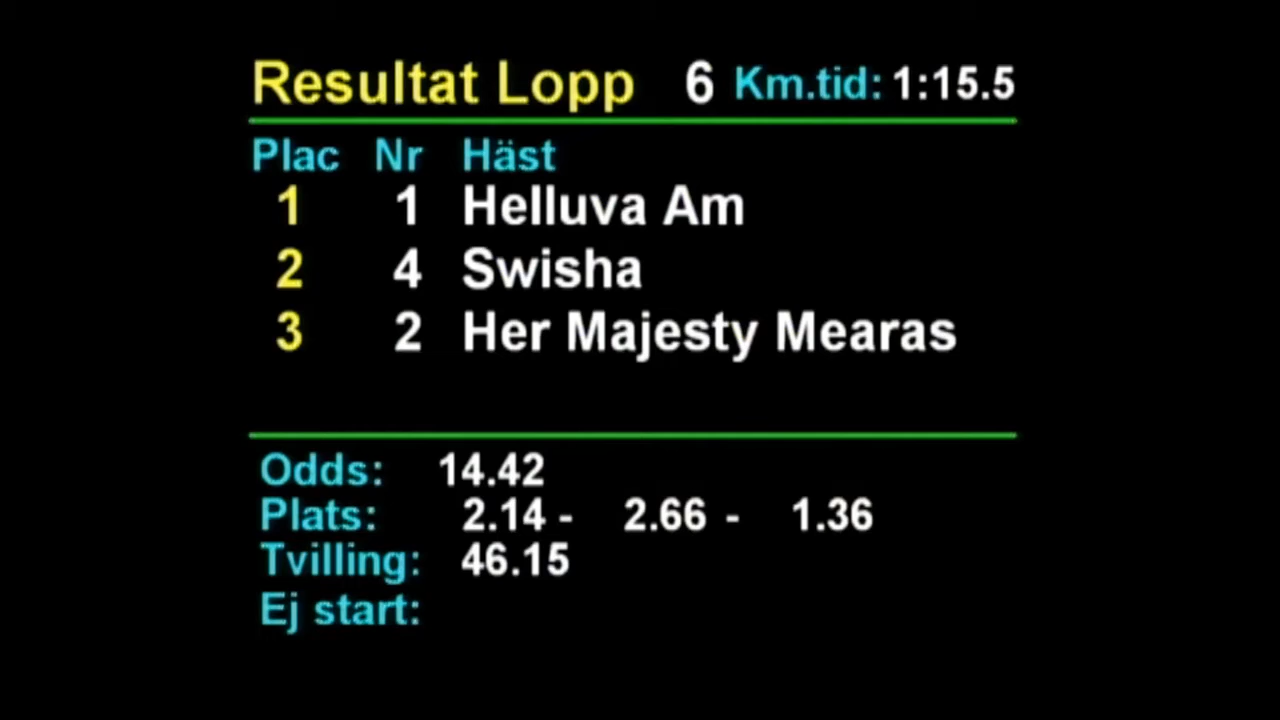 Resultat Lopp 6 Km.tid: 1:15.5
Plac Nr Häst
1 1 Helluva Am
2 4 Swisha
3 2 Her Majesty Mearas
Odds: 14.42
Plats: 2.14 - 2.66 - 1.36
Tvilling: 46.15
Ej start: